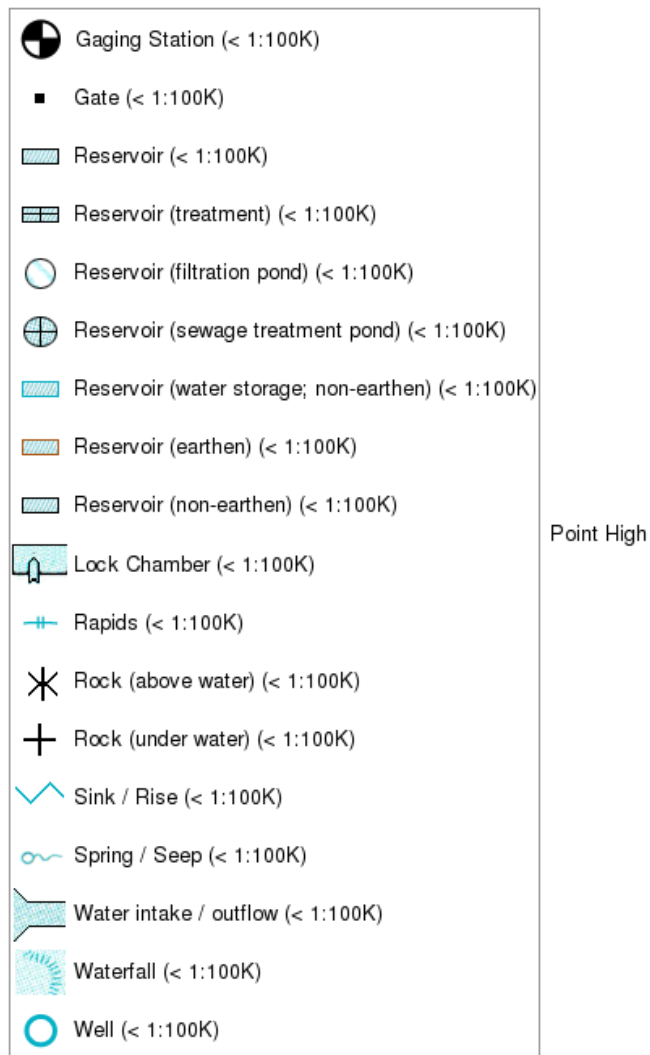 Gaging Station (< 1:100K)
Gate (< 1:100K)
Reservoir (< 1:100K)
Reservoir (treatment) (< 1:100K)
Reservoir (filtration pond) (< 1:100K)
Reservoir (sewage treatment pond) (< 1:100K)
Reservoir (water storage; non-earthen) (< 1:100K)
Reservoir (earthen) (< 1:100K)
Reservoir (non-earthen) (< 1:100K)
Point High
Lock Chamber (< 1:100K)
Rapids (< 1:100K)
Rock (above water) (< 1:100K)
Rock (under water) (< 1:100K)
Sink / Rise (< 1:100K)
Spring / Seep (< 1:100K)
Water intake / outflow (< 1:100K)
Waterfall (< 1:100K)
Well (< 1:100K)